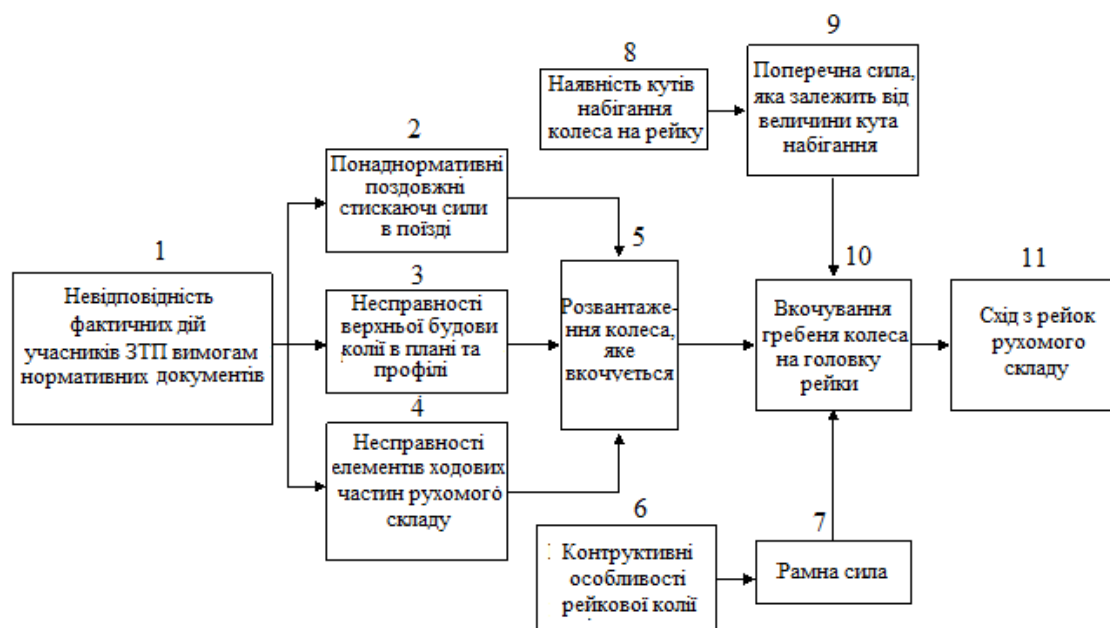 1
Невідповідність
фактичних дій
учасників ЗТП вимогам
нормативних документів
2
Понаднормативні
поздовжні
стискаючі сили
в поїзді
3
Несправності
верхньої будови
колії в плані та
профілі
4
Несправності
елементів ходових
частин рухомого
складу
5
Розвантаже-
ння колеса,
яке
вкочується
6
Контруктивні
особливості
рейкової колії
7
Рамна сила
8
Наявність кутів
набігання
колеса на рейку
9
Поперечна сила,
яка залежить від
величини кута
набігання
10
Вкочування
гребеня колеса
на головку
рейки
11
Схід з рейок
рухомого
складу